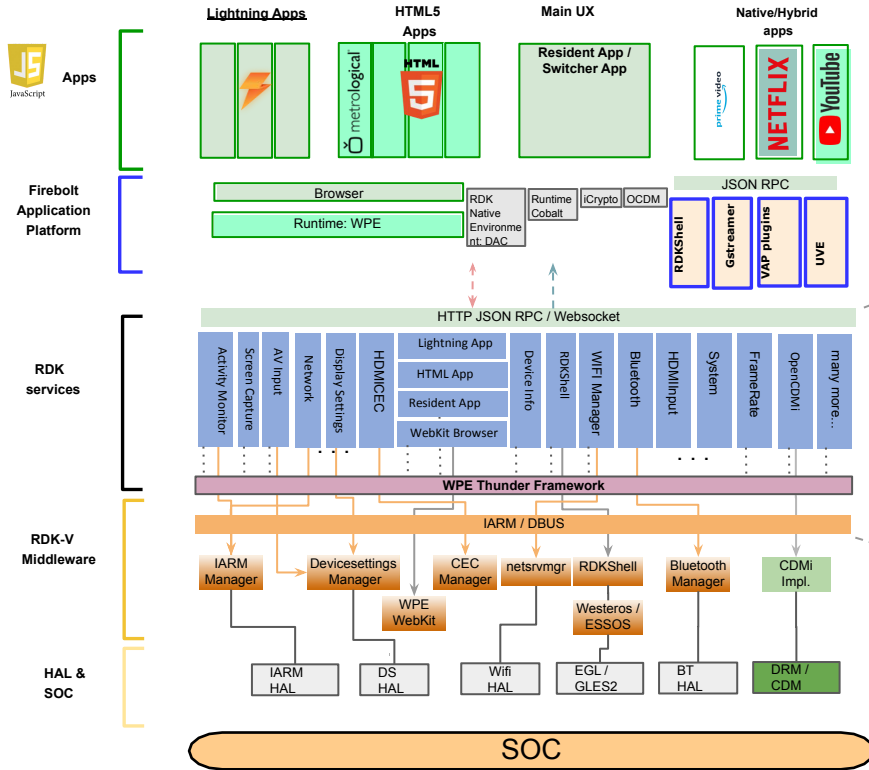 Lightning Apps
HTML5
Apps
Main UX
Native/Hybrid
apps
JS
JavaScript
Apps
metrological
HTML
5
Resident App /
Switcher App
prime video
NETFLIX
YouTube
Firebolt
Application
Platform
Browser
Runtime: WPE
RDK
Native
Environme
nt: DAC
Runtime
Cobalt
iCrypto
OCDM
JSON RPC
RDKShell
Gstreamer
VAP plugins
UVE
HTTP JSON RPC / Websocket
RDK
services
Activity Monitor
Screen Capture
AV Input
Network
Display Settings
HDMICEC
Lightning App
HTML App
Resident App
WebKit Browser
Device Info
RDKShell
WIFI Manager
Bluetooth
HDMIInput
System
FrameRate
OpenCDMi
many more...
. . .
. . .
WPE Thunder Framework
RDK-V
Middleware
IARM / DBUS
IARM
Manager
Devicesettings
Manager
CEC
Manager
netsrvmgr
RDKShell
Bluetooth
Manager
CDMi
Impl.
WPE
WebKit
Westeros /
ESSOS
HAL &
SOC
IARM
HAL
DS
HAL
Wifi
HAL
EGL /
GLES2
BT
HAL
DRM /
CDM
SOC